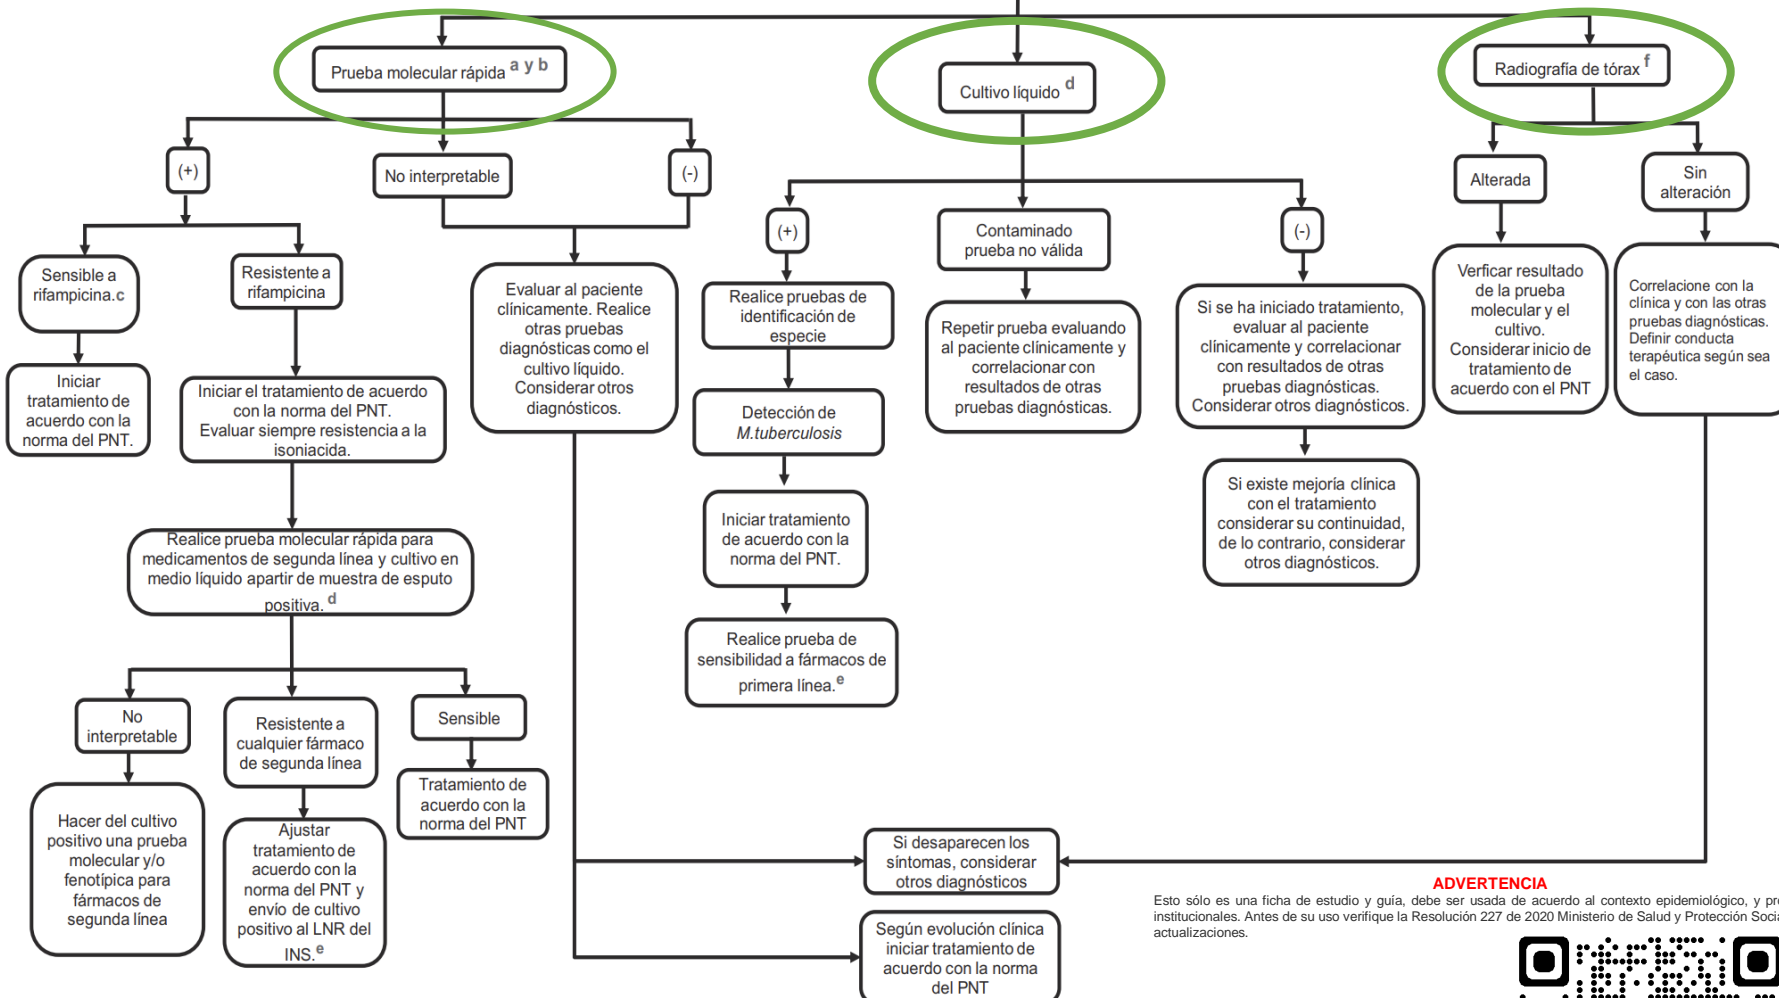 Prueba molecular rápida a y b
(+)
No interpretable
(-)
Sensible a
rifampicina.c
Resistente a
rifampicina
Iniciar
tratamiento de
acuerdo con la
norma del PNT.
Iniciar el tratamiento de acuerdo
con la norma del PNT.
Evaluar siempre resistencia a la
isoniacida.
Evaluar al paciente
clínicamente. Realice
otras pruebas
diagnósticas como el
cultivo líquido.
Considerar otros
diagnósticos.
Realice prueba molecular rápida para
medicamentos de segunda línea y cultivo en
medio líquido apartir de muestra de esputo
positiva. d
No
interpretable
Resistente a
cualquier fármaco
de segunda línea
Sensible
Hacer del cultivo
positivo una prueba
molecular y/o
fenotípica para
fármacos de
segunda línea
Ajustar
tratamiento de
acuerdo con la
norma del PNT y
envío de cultivo
positivo al LNR del
INS.e
Tratamiento de
acuerdo con la
norma del PNT
Cultivo líquido d
(+)
Contaminado
prueba no válida
(-)
Realice pruebas de
identificación de
especie
Detección de
M.tuberculosis
Iniciar tratamiento
de acuerdo con la
norma del PNT.
Realice prueba de
sensibilidad a fármacos de
primera línea.e
Repetir prueba evaluando
al paciente clínicamente y
correlacionar con
resultados de otras
pruebas diagnósticas.
Si se ha iniciado tratamiento,
evaluar al paciente
clínicamente y correlacionar
con resultados de otras
pruebas diagnósticas.
Considerar otros diagnósticos.
Si existe mejoría clínica
con el tratamiento
considerar su continuidad,
de lo contrario, considerar
otros diagnósticos.
Radiografía de tórax f
Alterada
Sin
alteración
Verficar resultado
de la prueba
molecular y el
cultivo.
Considerar inicio de
tratamiento de
acuerdo con el PNT
Correlacione con la
clínica y con las otras
pruebas diagnósticas.
Definir conducta
terapéutica según sea
el caso.
Si desaparecen los
síntomas, considerar
otros diagnósticos
Según evolución clínica
iniciar tratamiento de
acuerdo con la norma
del PNT
ADVERTENCIA
Esto sólo es una ficha de estudio y guía, debe ser usada de acuerdo al contexto epidemiológico, y
institucionales. Antes de su uso verifique la Resolución 227 de 2020 Ministerio de Salud y Protección
actualizaciones.